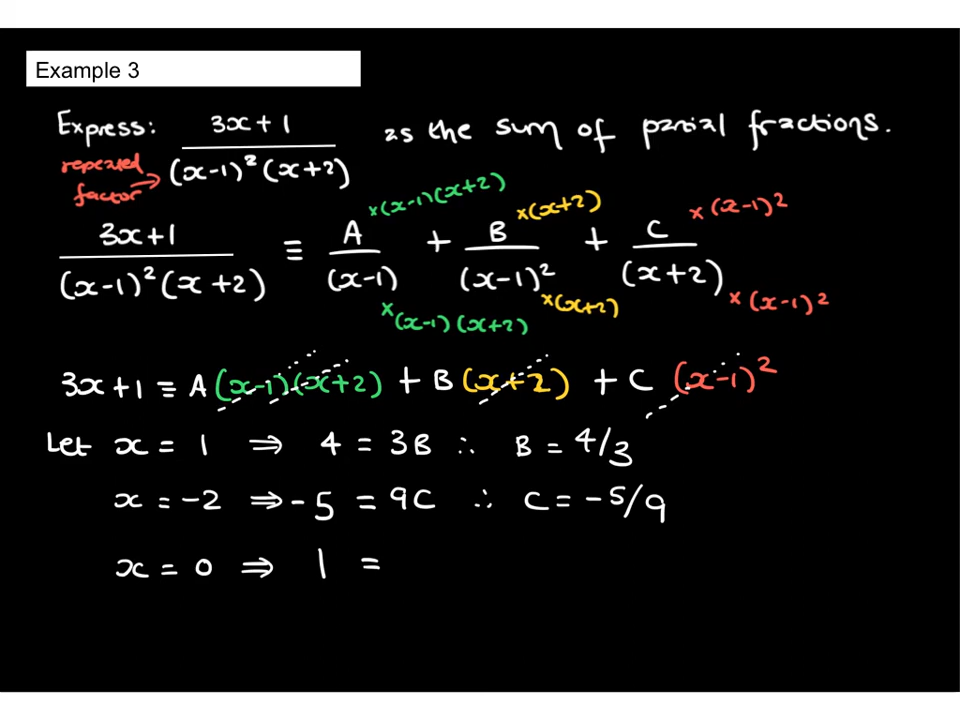 Example 3
Express: 3x+1 / (x-1)²(x+2) as the sum of partial fractions.
repeated factor →
×(x-1)(x+2) ×(x+2) ×(x-1)²
3x+1 / (x-1)²(x+2) ≡ A / (x-1) + B / (x-1)² + C / (x+2)
×(x-1)(x+2) ×(x+2) ×(x-1)²
3x+1 ≡ A(x-1)(x+2) + B(x+2) + C(x-1)²
Let x = 1 ⇒ 4 = 3B ∴ B = 4/3
x = -2 ⇒ -5 = 9C ∴ C = -5/9
x = 0 ⇒ 1 =